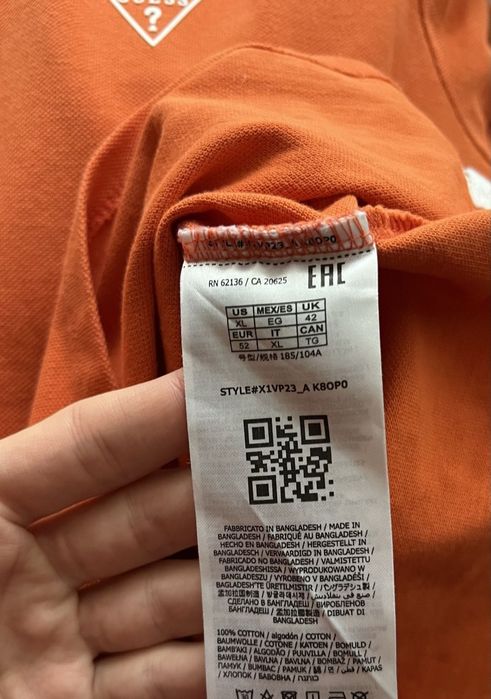 GUESS
?
RN 62136 / CA 20625 EAC
US MEX/ES UK
XL EG 42
EUR IT CAN
52 XL TG
号型/规格 185/104A
STYLE#X1VP23_A K8OP0
FABBRICATO IN BANGLADESH / MADE IN
BANGLADESH / FABRIQUÉ AU BANGLADESH /
HECHO EN BANGLADESH / HERGESTELLT IN
BANGLADESCH / VERVAARDIGD IN BANGLADESH /
FABRICADO NO BANGLADESH / VALMISTETTU
BANGLADESHISSA / WYPRODUKOWANO W
BANGLADESZU / VYROBENO V BANGLADÉŠI /
BANGLADEŞ'TE ÜRETILMISTIR / バングラデシュ製 /
孟加拉国制造 / 방글라데시제 / صنع في بنغلاديش /
СДЕЛАНО В БАНГЛАДЕШ / ВИРОБЛЕНОВ
БАНГЛАДЕШ / 孟加拉國製 / DIBUAT DI
BANGLADESH
100% COTTON / algodón / COTON /
BAUMWOLLE / COTONE / KATOEN / BOMULD /
BAMBAKI / ALGODÃO / PUUVILLA / BOMULL /
BAWEŁNA / BAVLNA / BAVLNA / BOMBAŽ / PAMUT /
ПАМУК / BUMBAC / PAMUK / 棉 / 綿 / 면 / قطن / KAPAS
/ ХЛОПОК / БАВОВНА / כותנה